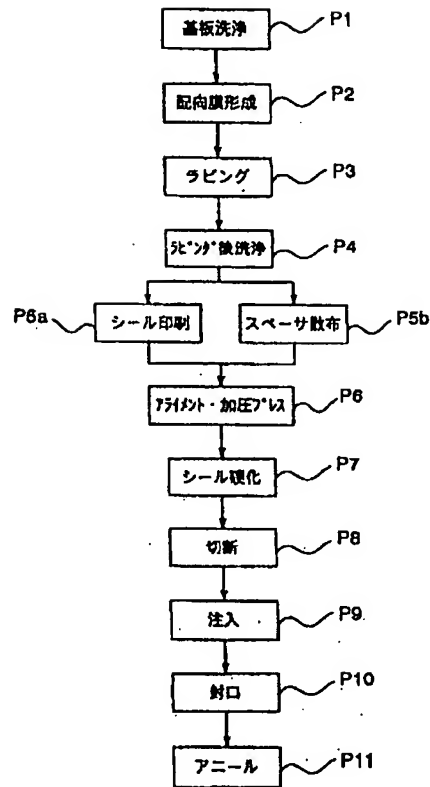 基板洗浄 P1
配向膜形成 P2
ラビング P3
ﾗﾋﾞﾝｸﾞ後洗浄 P4
P6a シール印刷 スペーサ散布 P5b
ｱﾗｲﾒﾝﾄ・加圧ﾌﾟﾚｽ P6
シール硬化 P7
切断 P8
注入 P9
封口 P10
アニール P11